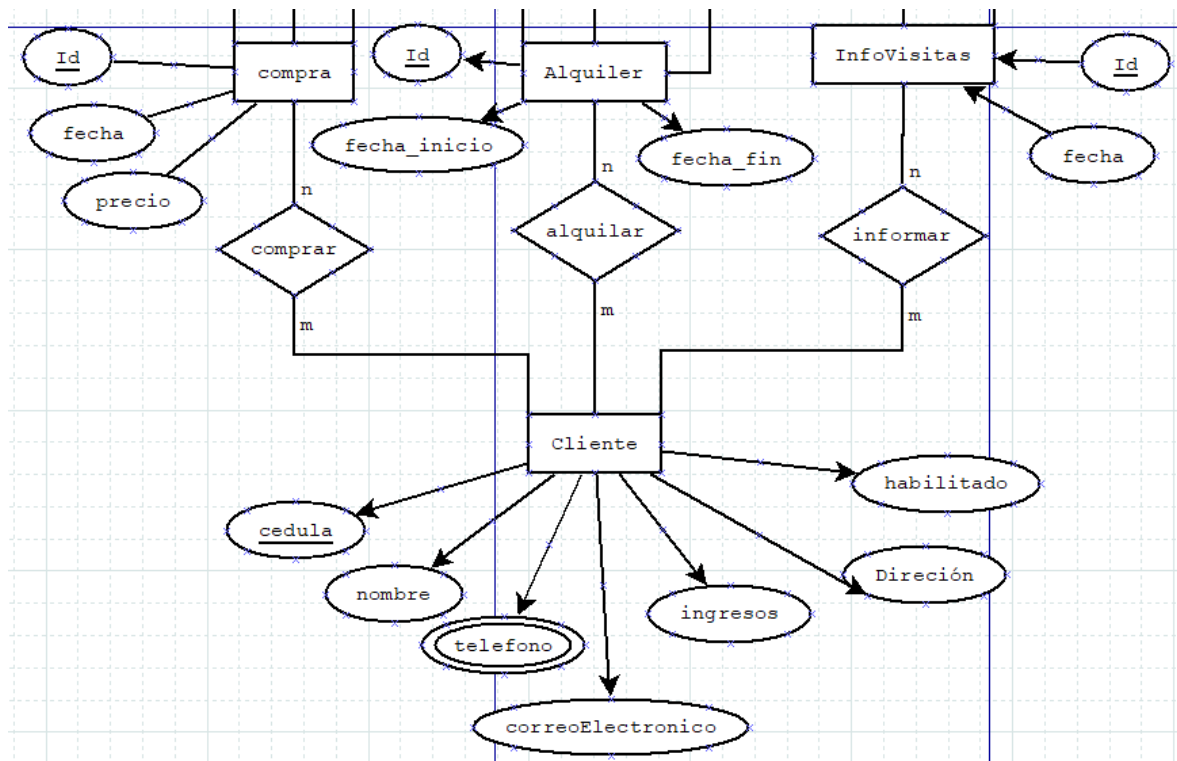 Id
compra
Id
Alquiler
InfoVisitas
Id
fecha
fecha_inicio
fecha_fin
fecha
precio
n
n
n
comprar
alquilar
informar
m
m
m
Cliente
habilitado
cedula
Direción
nombre
ingresos
telefono
correoElectronico